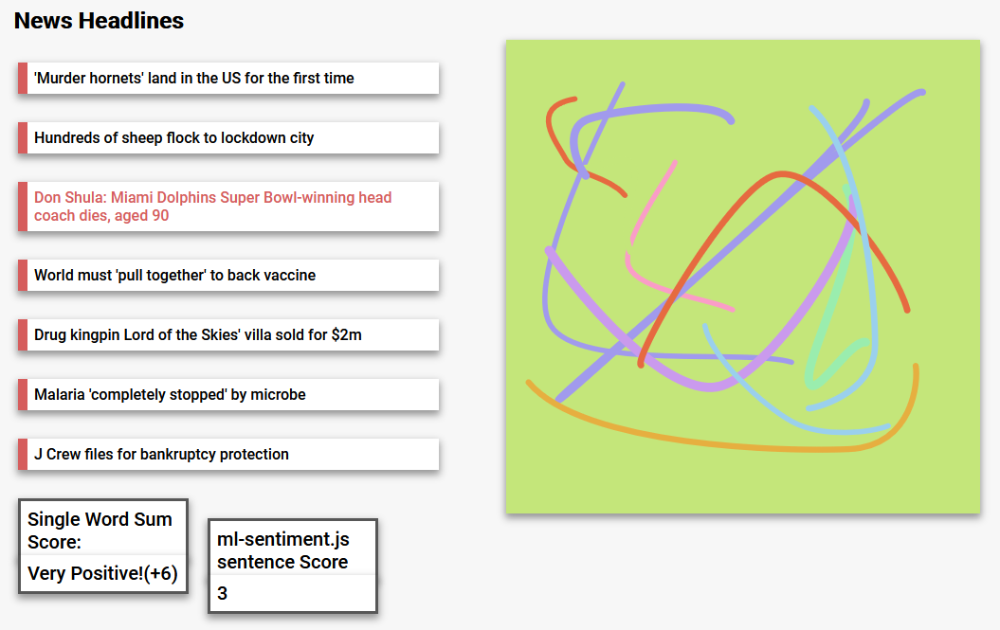 News Headlines
'Murder hornets' land in the US for the first time
Hundreds of sheep flock to lockdown city
Don Shula: Miami Dolphins Super Bowl-winning head
coach dies, aged 90
World must 'pull together' to back vaccine
Drug kingpin Lord of the Skies' villa sold for $2m
Malaria 'completely stopped' by microbe
J Crew files for bankruptcy protection
Single Word Sum
Score:
Very Positive!(+6)
ml-sentiment.js
sentence Score
3